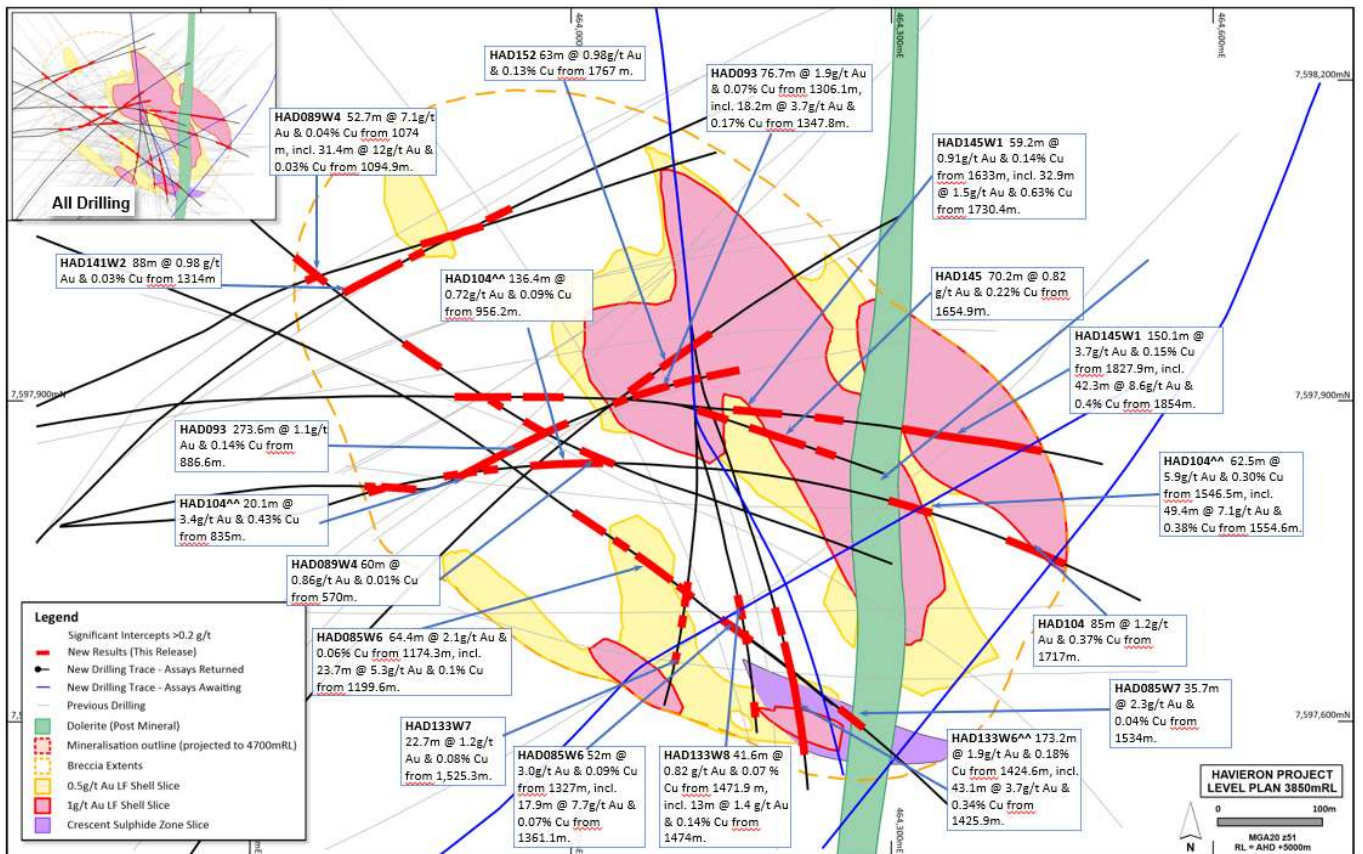 All Drilling
464,000
464,300mE
464,600mE
7,598,200mN
HAD152 63m @ 0.98g/t Au
& 0.13% Cu from 1767 m.
HAD093 76.7m @ 1.9g/t Au
& 0.07% Cu from 1306.1m,
incl. 18.2m @ 3.7g/t Au &
0.17% Cu from 1347.8m.
HAD089W4 52.7m @ 7.1g/t
Au & 0.04% Cu from 1074
m, incl. 31.4m @ 12g/t Au &
0.03% Cu from 1094.9m.
HAD145W1 59.2m @
0.91g/t Au & 0.14% Cu
from 1633m, incl. 32.9m
@ 1.5g/t Au & 0.63% Cu
from 1730.4m.
HAD141W2 88m @ 0.98 g/t
Au & 0.03% Cu from 1314m
HAD104^^ 136.4m @
0.72g/t Au & 0.09% Cu
from 956.2m.
HAD145 70.2m @ 0.82
g/t Au & 0.22% Cu from
1654.9m.
HAD145W1 150.1m @
3.7g/t Au & 0.15% Cu
from 1827.9m, incl.
42.3m @ 8.6g/t Au &
0.4% Cu from 1854m.
7,597,900mN
7,597,900mN
HAD093 273.6m @ 1.1g/t
Au & 0.14% Cu from
886.6m.
HAD104^^ 62.5m @
5.9g/t Au & 0.30% Cu
from 1546.5m, incl.
49.4m @ 7.1g/t Au &
0.38% Cu from 1554.6m.
HAD104^^ 20.1m @
3.4g/t Au & 0.43% Cu
from 835m.
HAD089W4 60m @
0.86g/t Au & 0.01% Cu
from 570m.
HAD085W6 64.4m @ 2.1g/t Au &
0.06% Cu 1174.3m, incl.
23.7m @ 5.3g/t Au & 0.1% Cu
from 1199.6m.
HAD104 85m @ 1.2g/t
Au & 0.37% Cu from
1717m.
HAD085W7 35.7m
@ 2.3g/t Au &
0.04% Cu from
1534m.
HAD133W7
22.7m @ 1.2g/t
Au & 0.08% Cu
from 1,525.3m.
HAD085W6 52m @
3.0g/t Au & 0.09% Cu
from 1327m, incl.
17.9m @ 7.7g/t Au &
0.07% Cu from
1361.1m.
HAD133W8 41.6m @
0.82 g/t Au & 0.07 %
Cu from 1471.9 m,
incl. 13m @ 1.4 g/t Au
& 0.14% Cu from
1474m.
HAD133W6^^ 173.2m
@ 1.9g/t Au & 0.18%
Cu from 1424.6m, incl.
43.1m @ 3.7g/t Au &
0.34% Cu from
1425.9m.
7,597,600mN
464,300mE
Legend
Significant Intercepts >0.2 g/t
New Results (This Release)
New Drilling Trace - Assays Returned
New Drilling Trace - Assays Awaiting
Previous Drilling
Dolerite (Post Mineral)
Mineralisation outline (projected to 4700mRL)
Breccia Extents
0.5g/t Au LF Shell Slice
1g/t Au LF Shell Slice
Crescent Sulphide Zone Slice
N
HAVIERON PROJECT
LEVEL PLAN 3850mRL
0 100m
MGA20 z51
RL = AHD +5000m